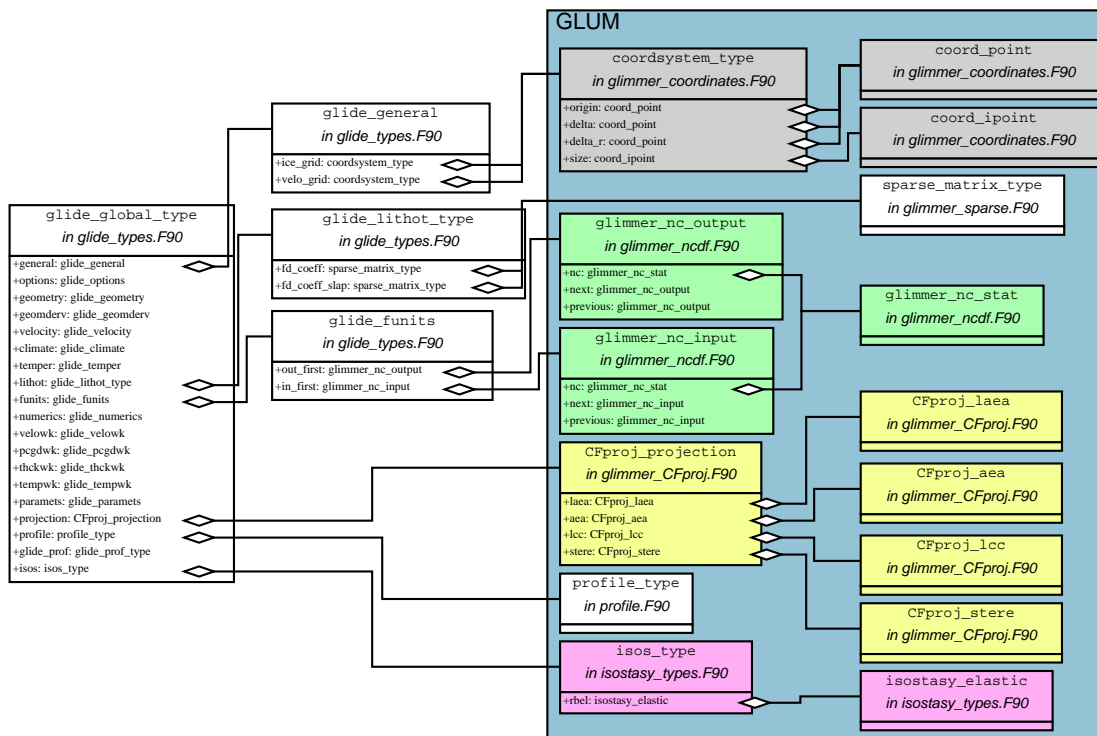 GLUM
glide_global_type
in glide_types.F90
+general: glide_general
+options: glide_options
+geometry: glide_geometry
+geomderv: glide_geomderv
+velocity: glide_velocity
+climate: glide_climate
+temper: glide_temper
+lithot: glide_lithot_type
+funits: glide_funits
+numerics: glide_numerics
+velowk: glide_velowk
+pcgdwk: glide_pcgdwk
+thckwk: glide_thckwk
+tempwk: glide_tempwk
+paramets: glide_paramets
+projection: CFproj_projection
+profile: profile_type
+glide_prof: glide_prof_type
+isos: isos_type
glide_general
in glide_types.F90
+ice_grid: coordsystem_type
+velo_grid: coordsystem_type
glide_lithot_type
in glide_types.F90
+fd_coeff: sparse_matrix_type
+fd_coeff_slap: sparse_matrix_type
glide_funits
in glide_types.F90
+out_first: glimmer_nc_output
+in_first: glimmer_nc_input
coordsystem_type
in glimmer_coordinates.F90
+origin: coord_point
+delta: coord_point
+delta_r: coord_point
+size: coord_ipoint
glimmer_nc_output
in glimmer_ncdf.F90
+nc: glimmer_nc_stat
+next: glimmer_nc_output
+previous: glimmer_nc_output
glimmer_nc_input
in glimmer_ncdf.F90
+nc: glimmer_nc_stat
+next: glimmer_nc_input
+previous: glimmer_nc_input
CFproj_projection
in glimmer_CFproj.F90
+laea: CFproj_laea
+aea: CFproj_aea
+lcc: CFproj_lcc
+stere: CFproj_stere
profile_type
in profile.F90
isos_type
in isostasy_types.F90
+rbel: isostasy_elastic
coord_point
in glimmer_coordinates.F90
coord_ipoint
in glimmer_coordinates.F90
sparse_matrix_type
in glimmer_sparse.F90
glimmer_nc_stat
in glimmer_ncdf.F90
CFproj_laea
in glimmer_CFproj.F90
CFproj_aea
in glimmer_CFproj.F90
CFproj_lcc
in glimmer_CFproj.F90
CFproj_stere
in glimmer_CFproj.F90
isostasy_elastic
in isostasy_types.F90